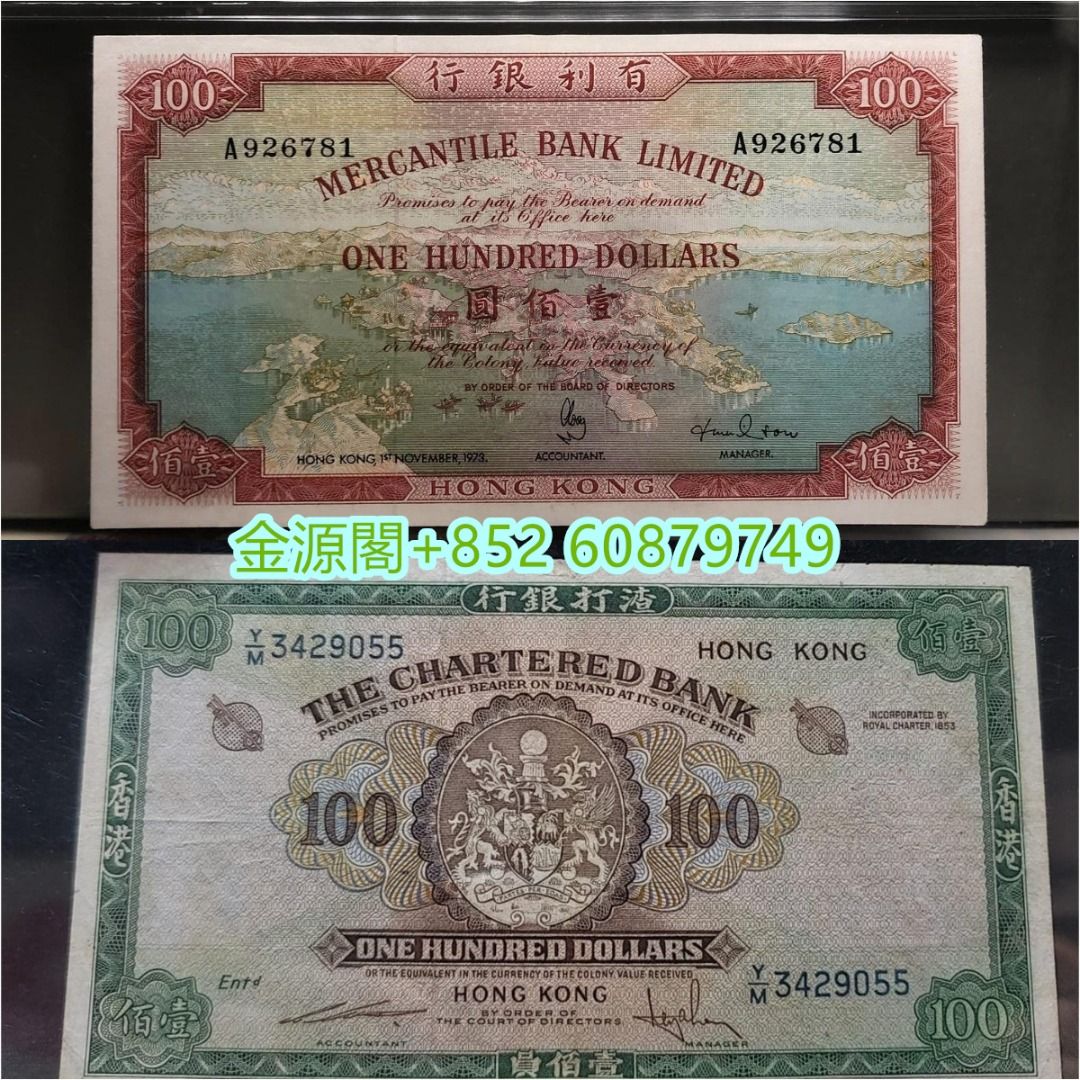 行銀利有
100 100
A926781 A926781
MERCANTILE BANK LIMITED
Promises to pay the Bearer on demand
at its Office here
ONE HUNDRED DOLLARS
圓佰壹
or the equivalent in the Currency of
the Colony, Value received.
BY ORDER OF THE BOARD OF DIRECTORS
HONG KONG, 1ST NOVEMBER, 1973. ACCOUNTANT. MANAGER.
佰壹 佰壹
HONG KONG
金源閣+852 60879749
行銀打渣
100 佰壹
Y/M 3429055 HONG KONG
THE CHARTERED BANK
PROMISES TO PAY THE BEARER ON DEMAND AT ITS OFFICE HERE
INCORPORATED BY
ROYAL CHARTER, 1853
香港 香港
100 100
ONE HUNDRED DOLLARS
OR THE EQUIVALENT IN THE CURRENCY OF THE COLONY, VALUE RECEIVED
Entd
HONG KONG
Y/M 3429055
BY ORDER OF
THE COURT OF DIRECTORS
ACCOUNTANT MANAGER
佰壹 100
員佰壹